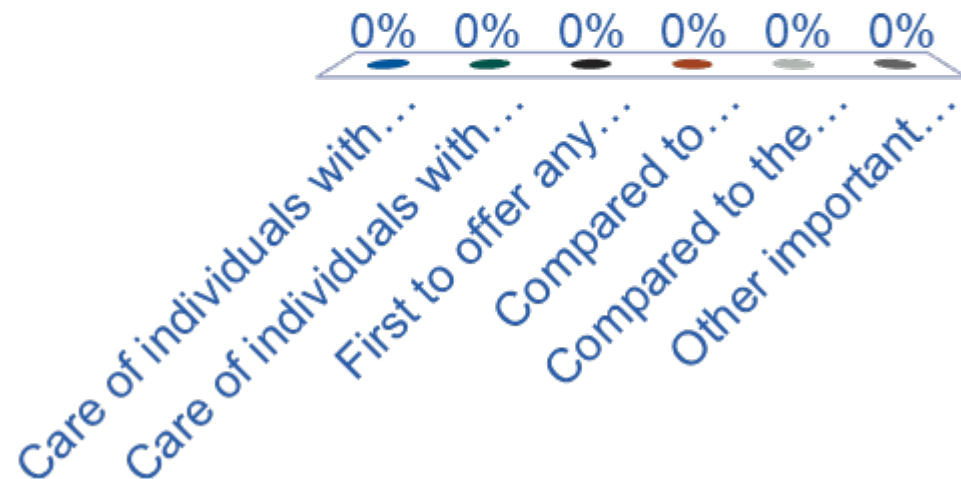 0% 0% 0% 0% 0% 0%
Care of individuals with…
Care of individuals with…
First to offer any…
Compared to…
Compared to the…
Other important…